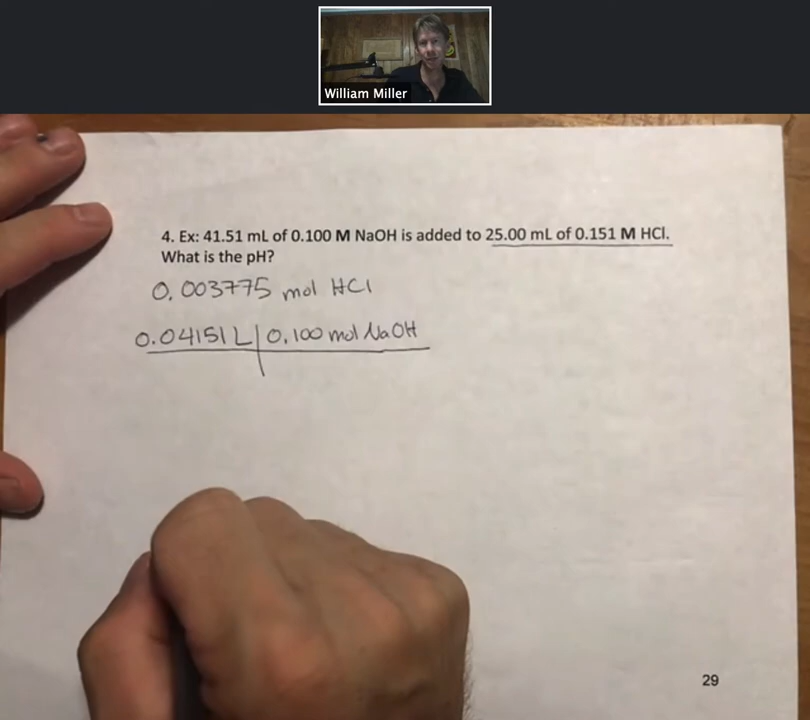 William Miller
4. Ex: 41.51 mL of 0.100 M NaOH is added to 25.00 mL of 0.151 M HCl.
What is the pH?
0.003775 mol HCl
0.04151 L | 0.100 mol NaOH
29